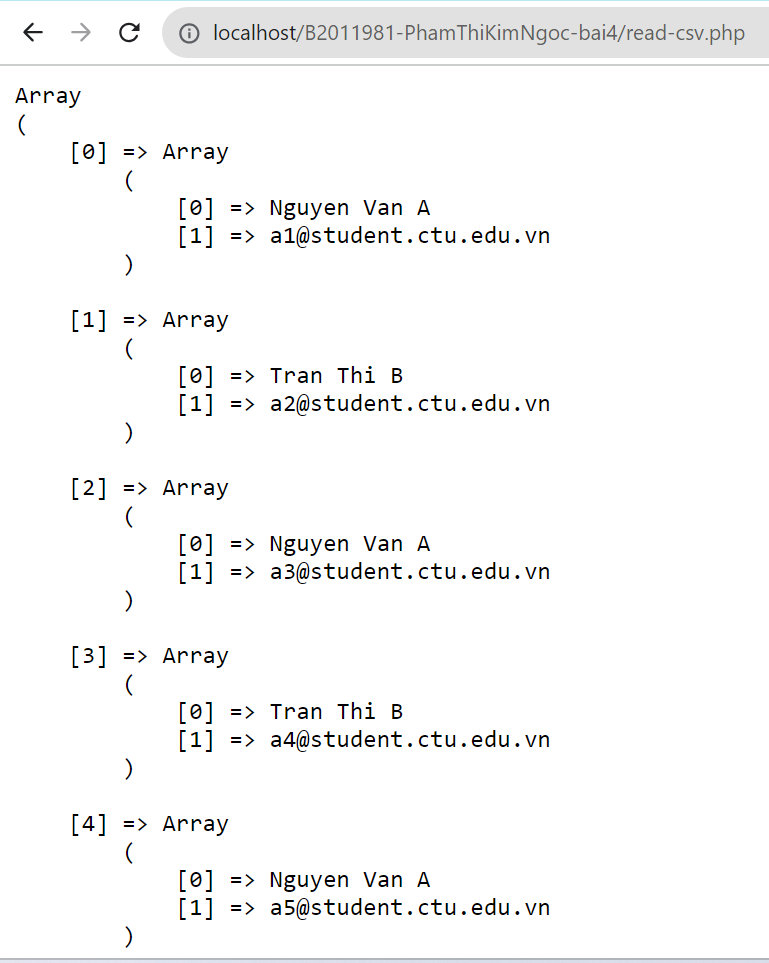 localhost/B2011981-PhamThiKimNgoc-bai4/read-csv.php
Array
(
    [0] => Array
        (
            [0] => Nguyen Van A
            [1] => a1@student.ctu.edu.vn
        )

    [1] => Array
        (
            [0] => Tran Thi B
            [1] => a2@student.ctu.edu.vn
        )

    [2] => Array
        (
            [0] => Nguyen Van A
            [1] => a3@student.ctu.edu.vn
        )

    [3] => Array
        (
            [0] => Tran Thi B
            [1] => a4@student.ctu.edu.vn
        )

    [4] => Array
        (
            [0] => Nguyen Van A
            [1] => a5@student.ctu.edu.vn
        )